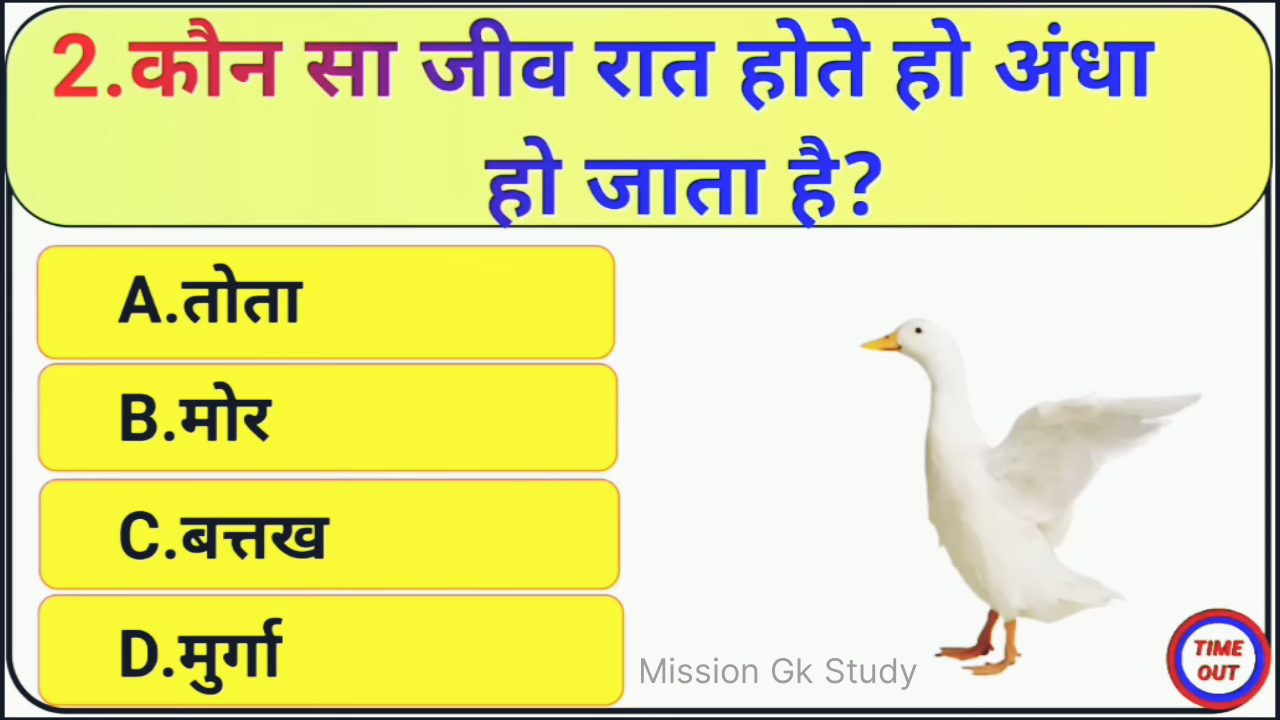 2.कौन सा जीव रात होते हो अंधा
हो जाता है?
A.तोता
B.मोर
C.बत्तख
D.मुर्गा
Mission Gk Study
TIME
OUT